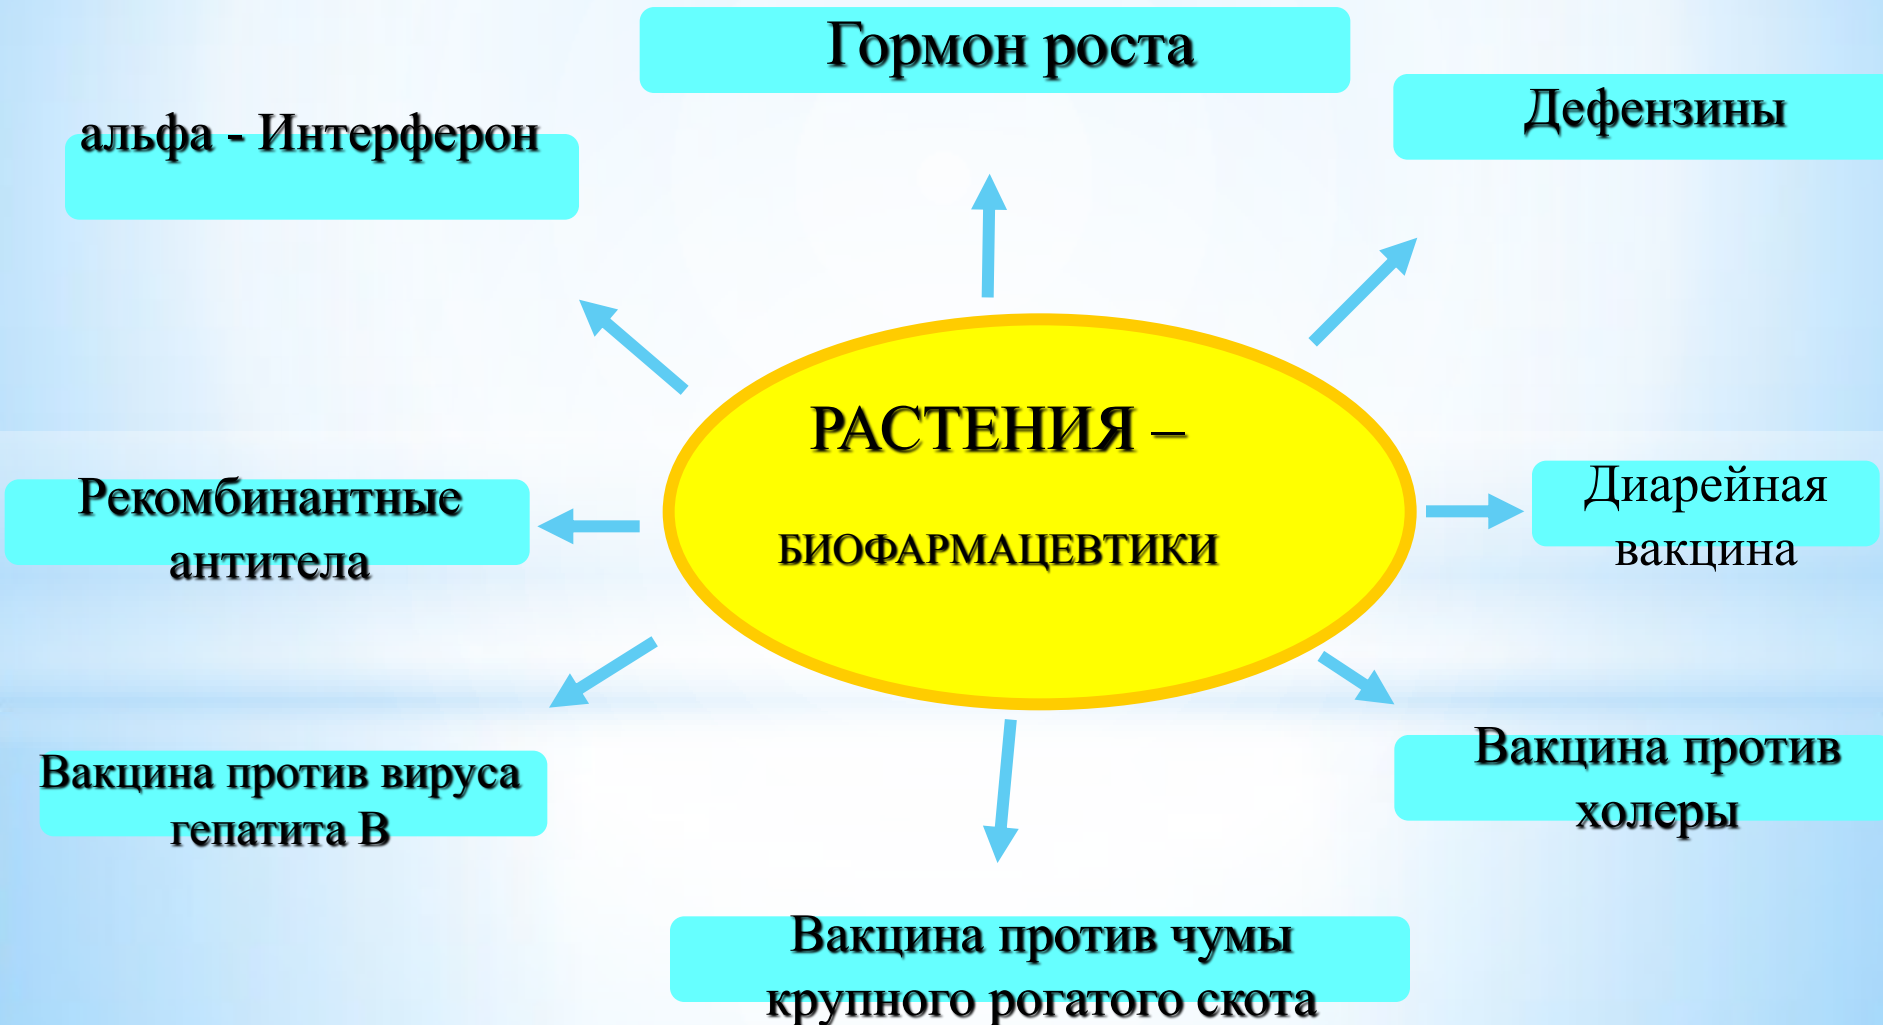 Гормон роста
Дефензины
альфа - Интерферон
РАСТЕНИЯ –
БИОФАРМАЦЕВТИКИ
Рекомбинантные
антитела
Диарейная
вакцина
Вакцина против вируса
гепатита В
Вакцина против
холеры
Вакцина против чумы
крупного рогатого скота